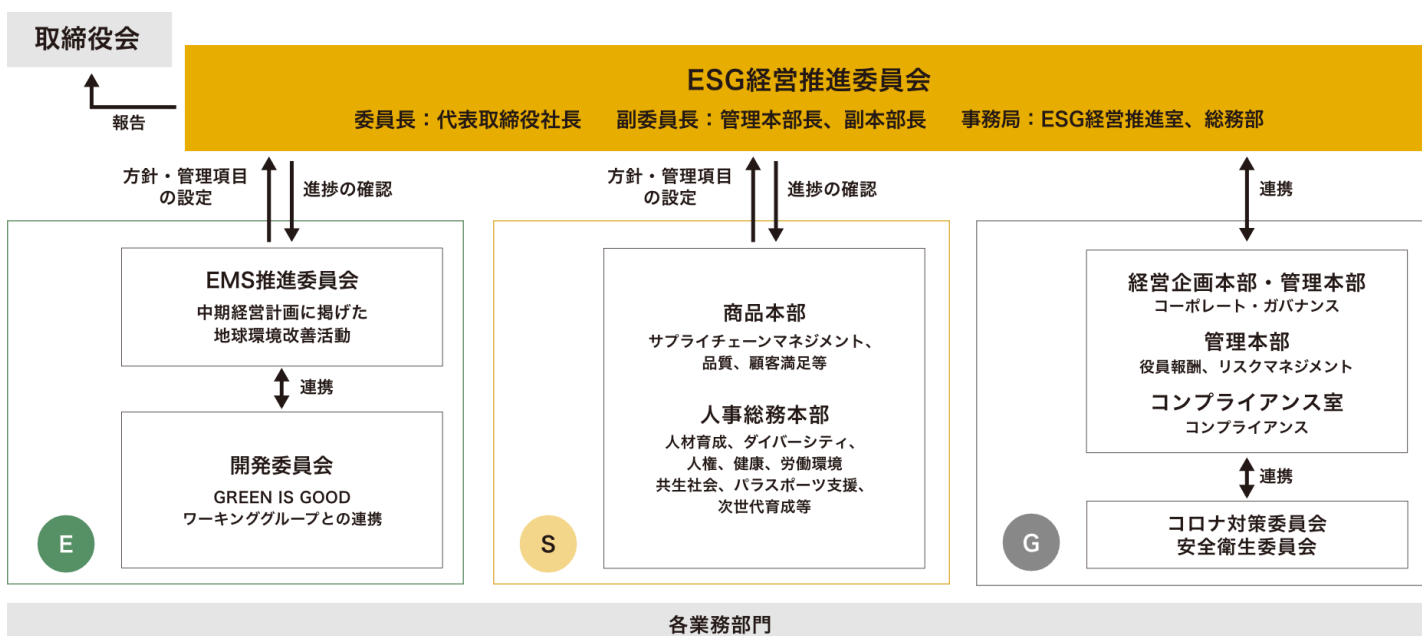 取締役会
報告
ESG経営推進委員会
委員長：代表取締役社長　副委員長：管理本部長、副本部長　事務局：ESG経営推進室、総務部
方針・管理項目
の設定
進捗の確認
方針・管理項目
の設定
進捗の確認
連携
EMS推進委員会
中期経営計画に掲げた
地球環境改善活動
連携
開発委員会
GREEN IS GOOD
ワーキンググループとの連携
E
商品本部
サプライチェーンマネジメント、
品質、顧客満足等
人事総務本部
人材育成、ダイバーシティ、
人権、健康、労働環境
共生社会、パラスポーツ支援、
次世代育成等
S
経営企画本部・管理本部
コーポレート・ガバナンス
管理本部
役員報酬、リスクマネジメント
コンプライアンス室
コンプライアンス
連携
コロナ対策委員会
安全衛生委員会
G
各業務部門